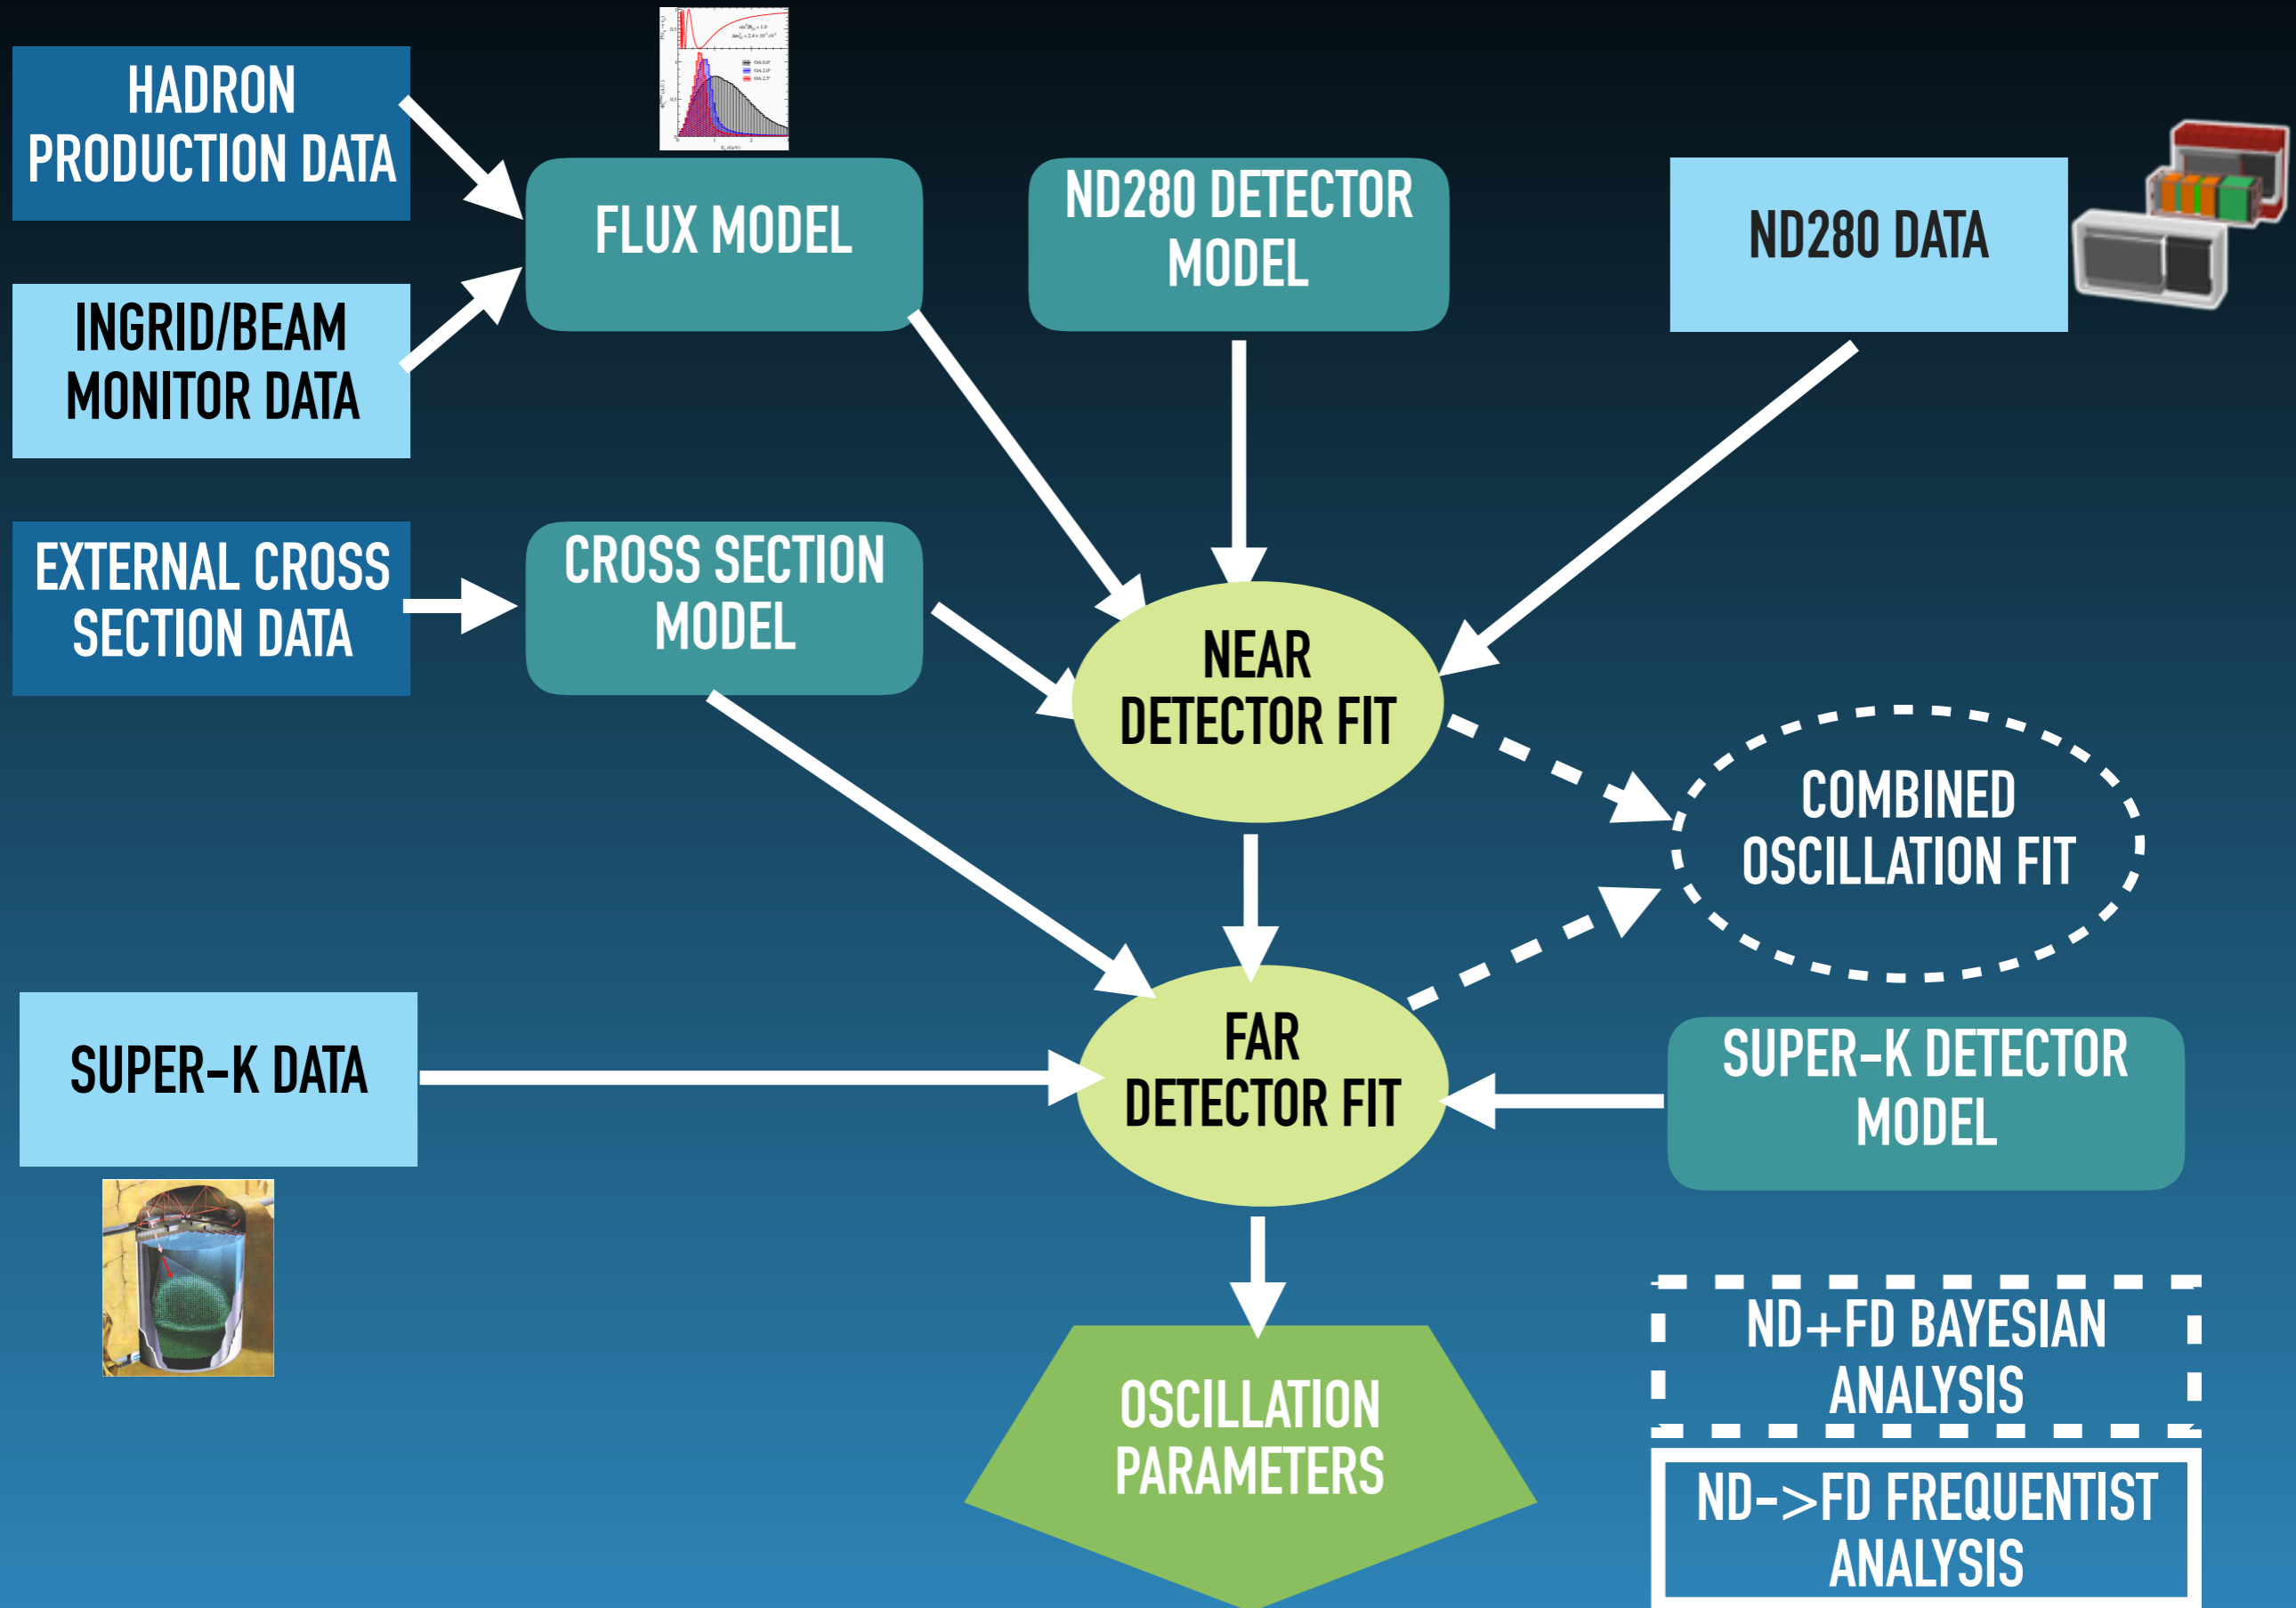 HADRON
PRODUCTION DATA
INGRID/BEAM
MONITOR DATA
FLUX MODEL
ND280 DETECTOR
MODEL
ND280 DATA
EXTERNAL CROSS
SECTION DATA
CROSS SECTION
MODEL
NEAR
DETECTOR FIT
COMBINED
OSCILLATION FIT
SUPER-K DATA
FAR
DETECTOR FIT
SUPER-K DETECTOR
MODEL
OSCILLATION
PARAMETERS
ND+FD BAYESIAN
ANALYSIS
ND->FD FREQUENTIST
ANALYSIS